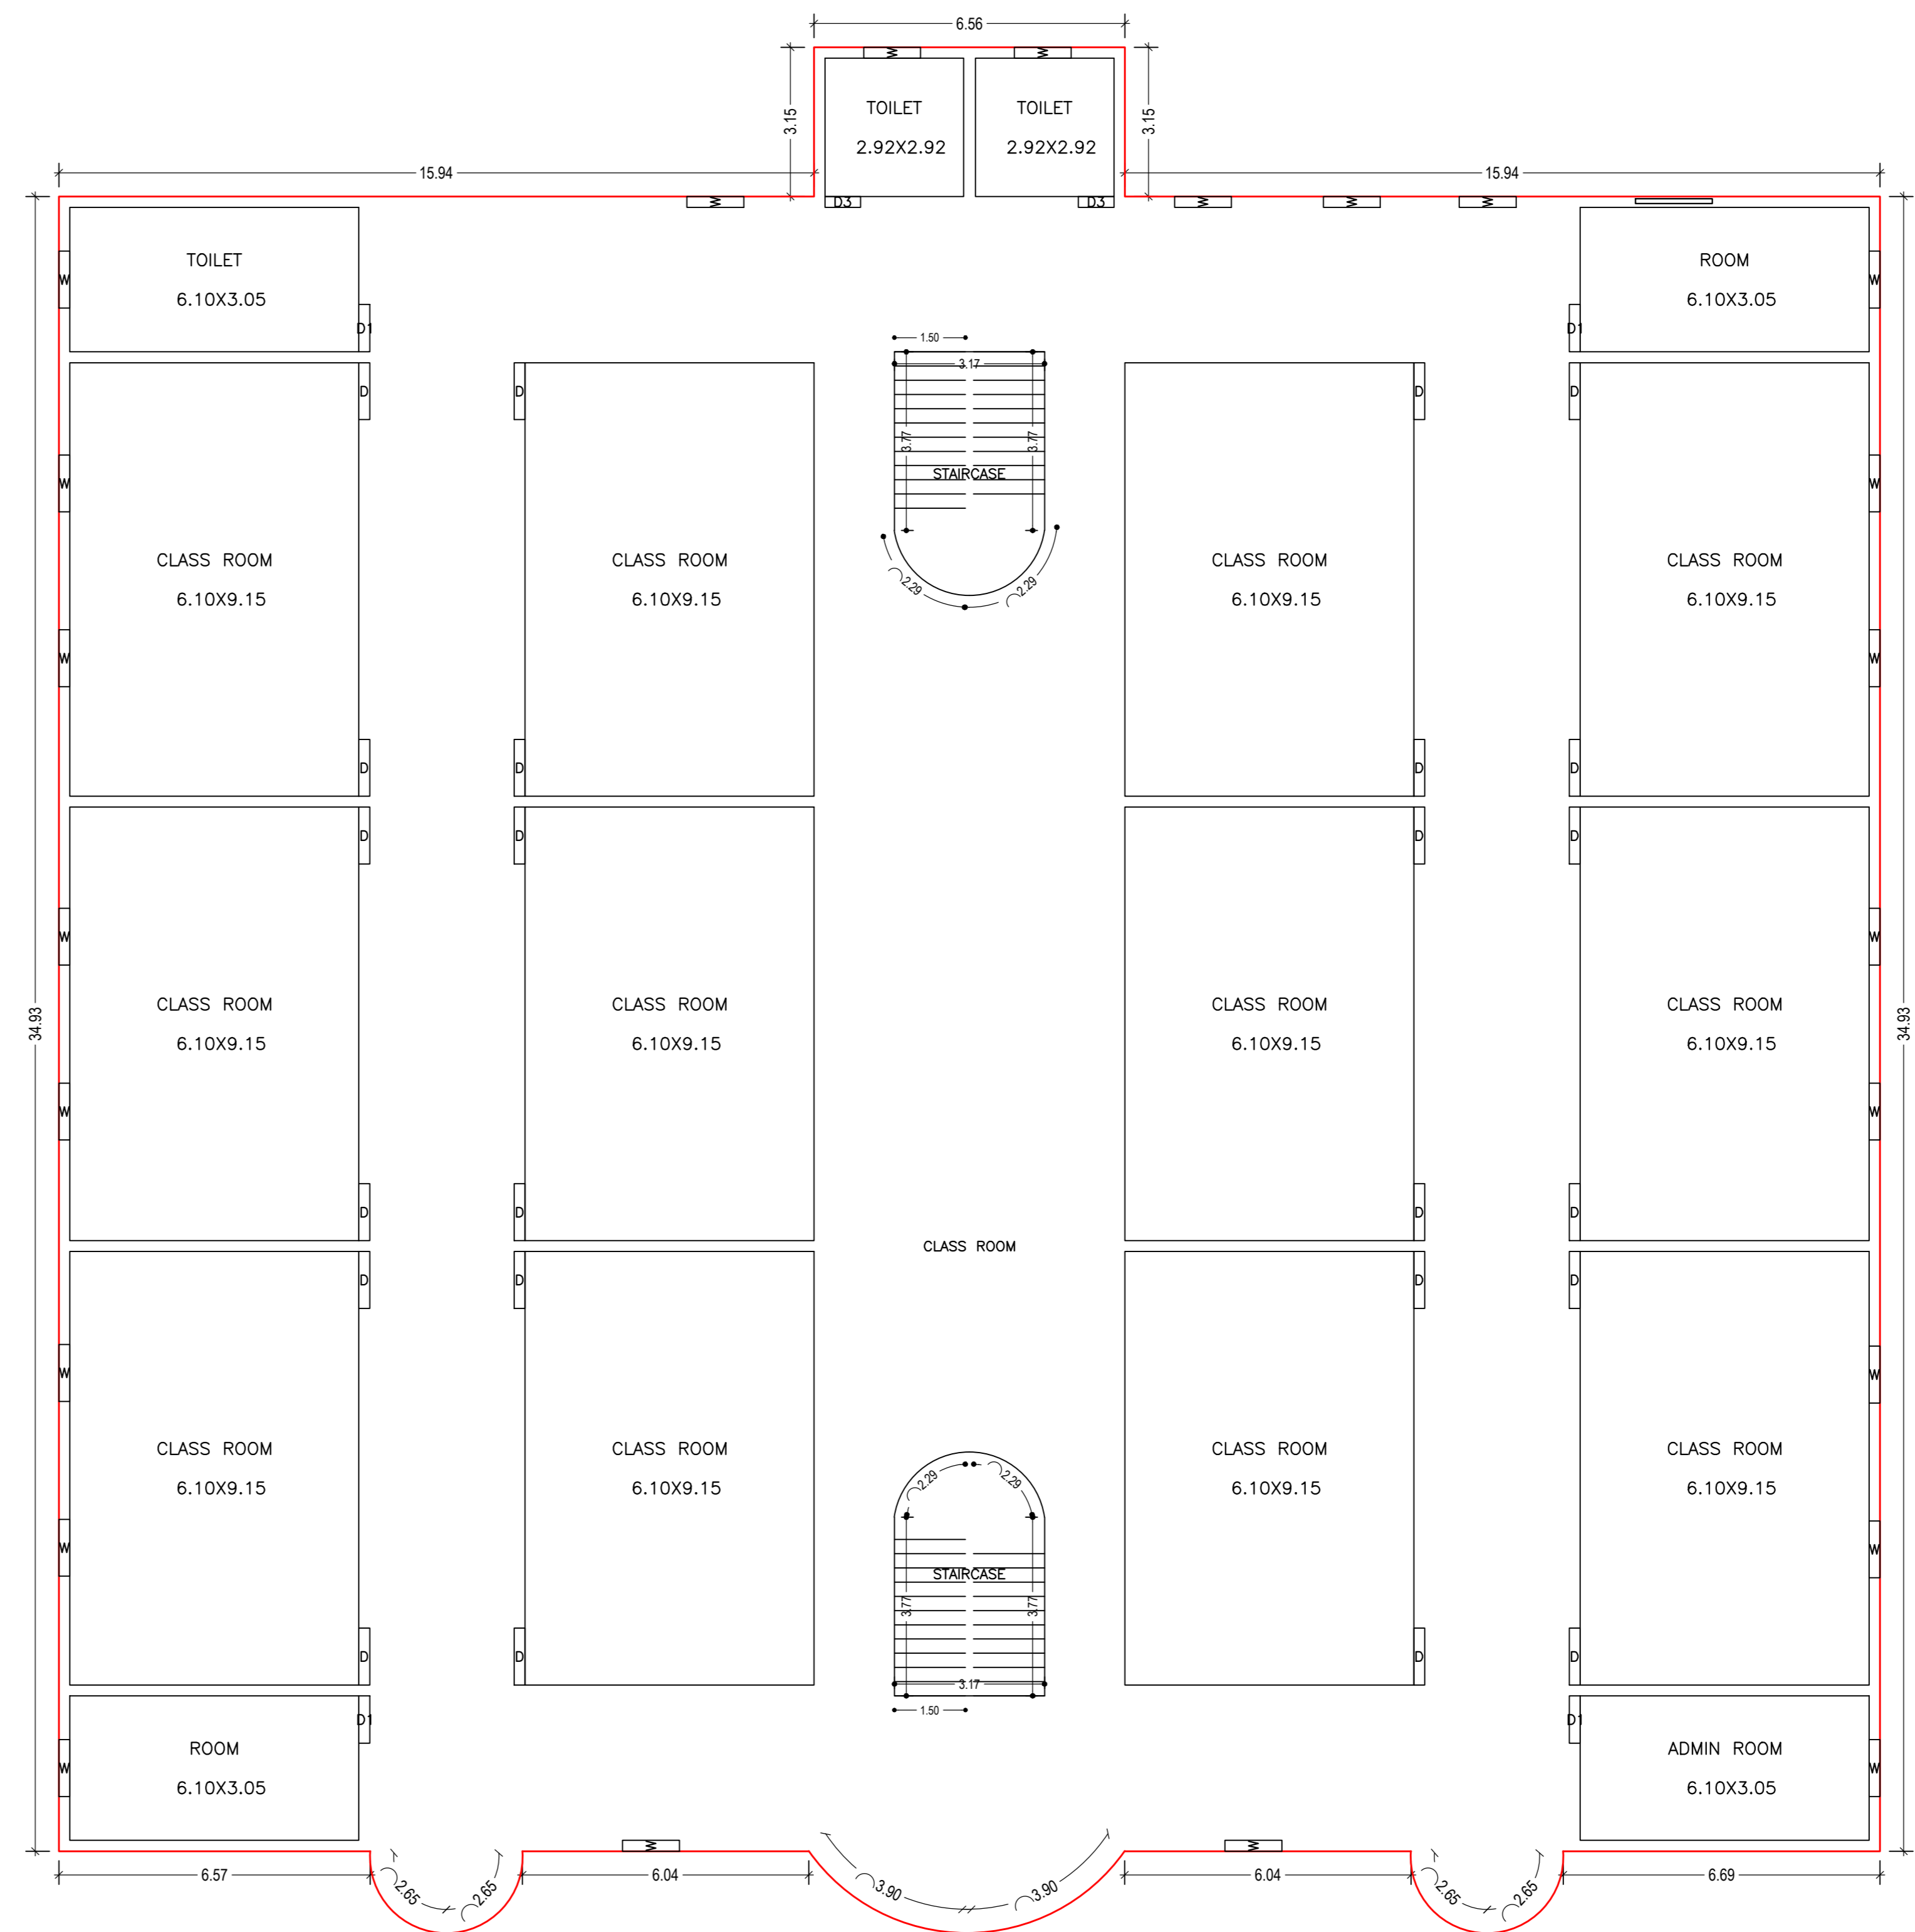 6.56
W
W
TOILET
TOILET
3.15
3.15
2.92X2.92
2.92X2.92
15.94
15.94
D3
D3
W
W
W
W
TOILET
ROOM
W
W
6.10X3.05
6.10X3.05
D1
D1
1.50
3.17
D
D
D
D
3.77
3.77
STAIRCASE
W
W
CLASS ROOM
CLASS ROOM
CLASS ROOM
CLASS ROOM
2.29
2.29
6.10X9.15
6.10X9.15
6.10X9.15
6.10X9.15
W
W
D
D
D
D
D
D
D
D
W
W
CLASS ROOM
CLASS ROOM
CLASS ROOM
CLASS ROOM
34.93
34.93
6.10X9.15
6.10X9.15
6.10X9.15
6.10X9.15
W
W
D
D
D
D
CLASS ROOM
D
D
D
D
W
W
CLASS ROOM
CLASS ROOM
CLASS ROOM
CLASS ROOM
2.29
2.29
6.10X9.15
6.10X9.15
6.10X9.15
6.10X9.15
W
W
STAIRCASE
3.77
3.77
D
D
D
D
3.17
1.50
D1
D1
ROOM
ADMIN ROOM
W
W
6.10X3.05
6.10X3.05
W
W
6.57
6.04
6.04
6.69
2.65
2.65
3.90
3.90
2.65
2.65